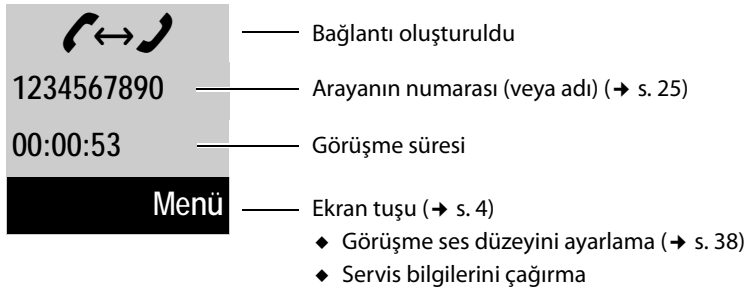 Bağlantı oluşturuldu
1234567890 Arayanın numarası (veya adı) (➔ s. 25)
00:00:53 Görüşme süresi
Menü Ekran tuşu (➔ s. 4)
◆ Görüşme ses düzeyini ayarlama (➔ s. 38)
◆ Servis bilgilerini çağırma